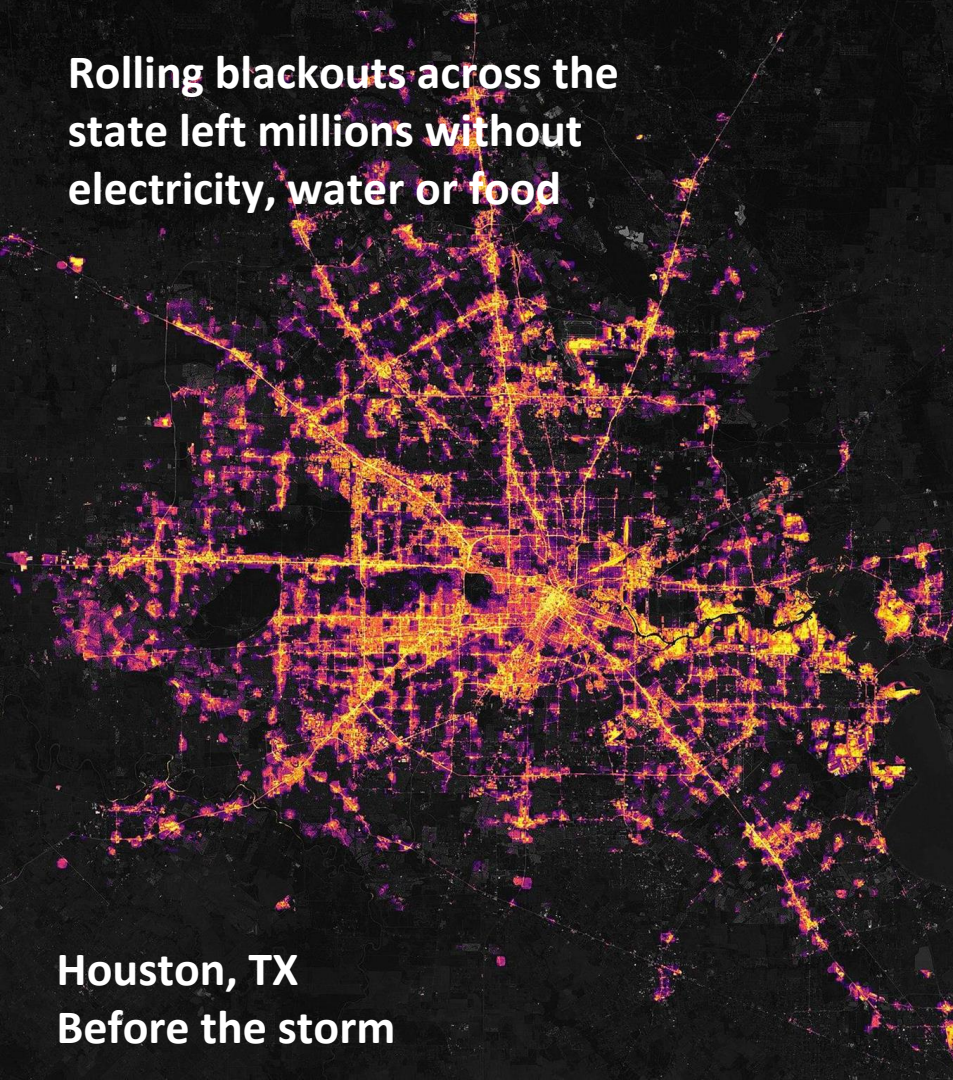 Rolling blackouts across the
state left millions without
electricity, water or food
Houston, TX
Before the storm